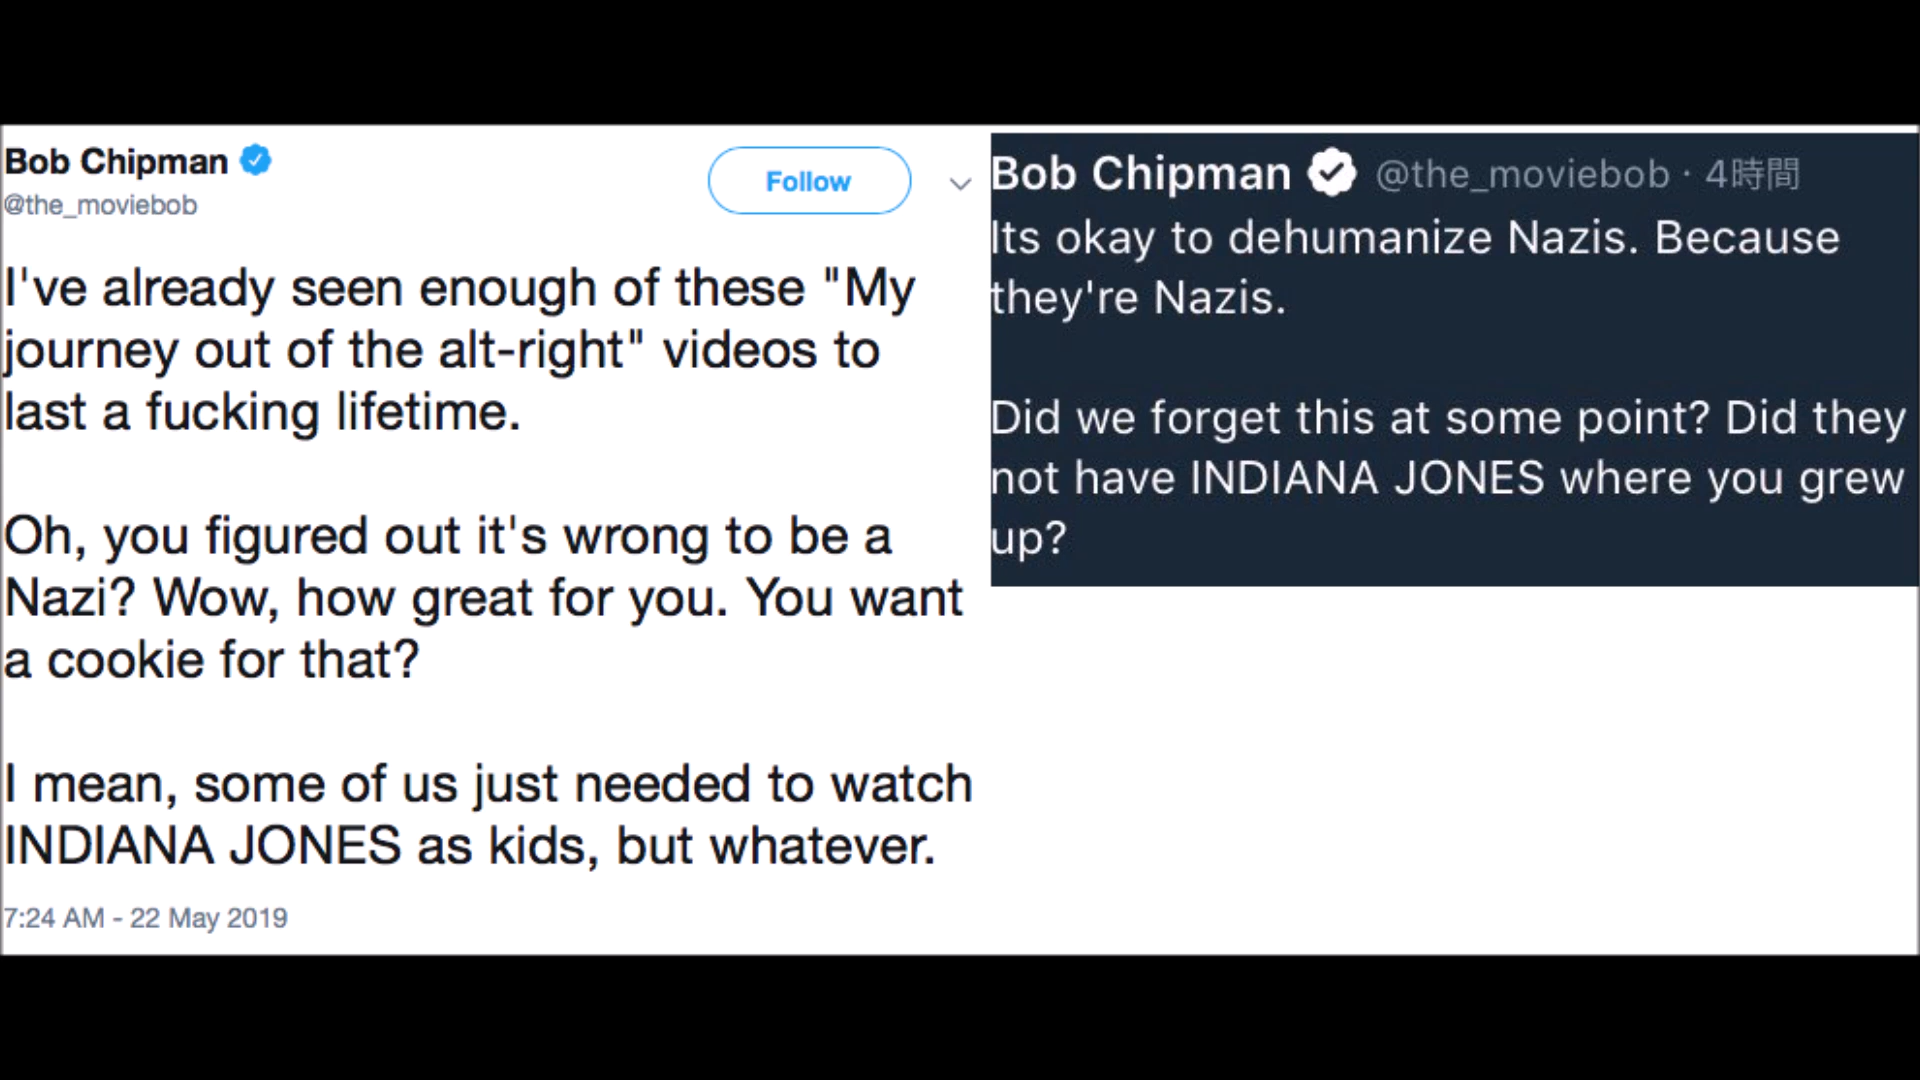 Bob Chipman
@the_moviebob
Follow
I've already seen enough of these "My
journey out of the alt-right" videos to
last a fucking lifetime.
Oh, you figured out it's wrong to be a
Nazi? Wow, how great for you. You want
a cookie for that?
I mean, some of us just needed to watch
INDIANA JONES as kids, but whatever.
7:24 AM - 22 May 2019
Bob Chipman @the_moviebob · 4時間
Its okay to dehumanize Nazis. Because
they're Nazis.
Did we forget this at some point? Did they
not have INDIANA JONES where you grew
up?